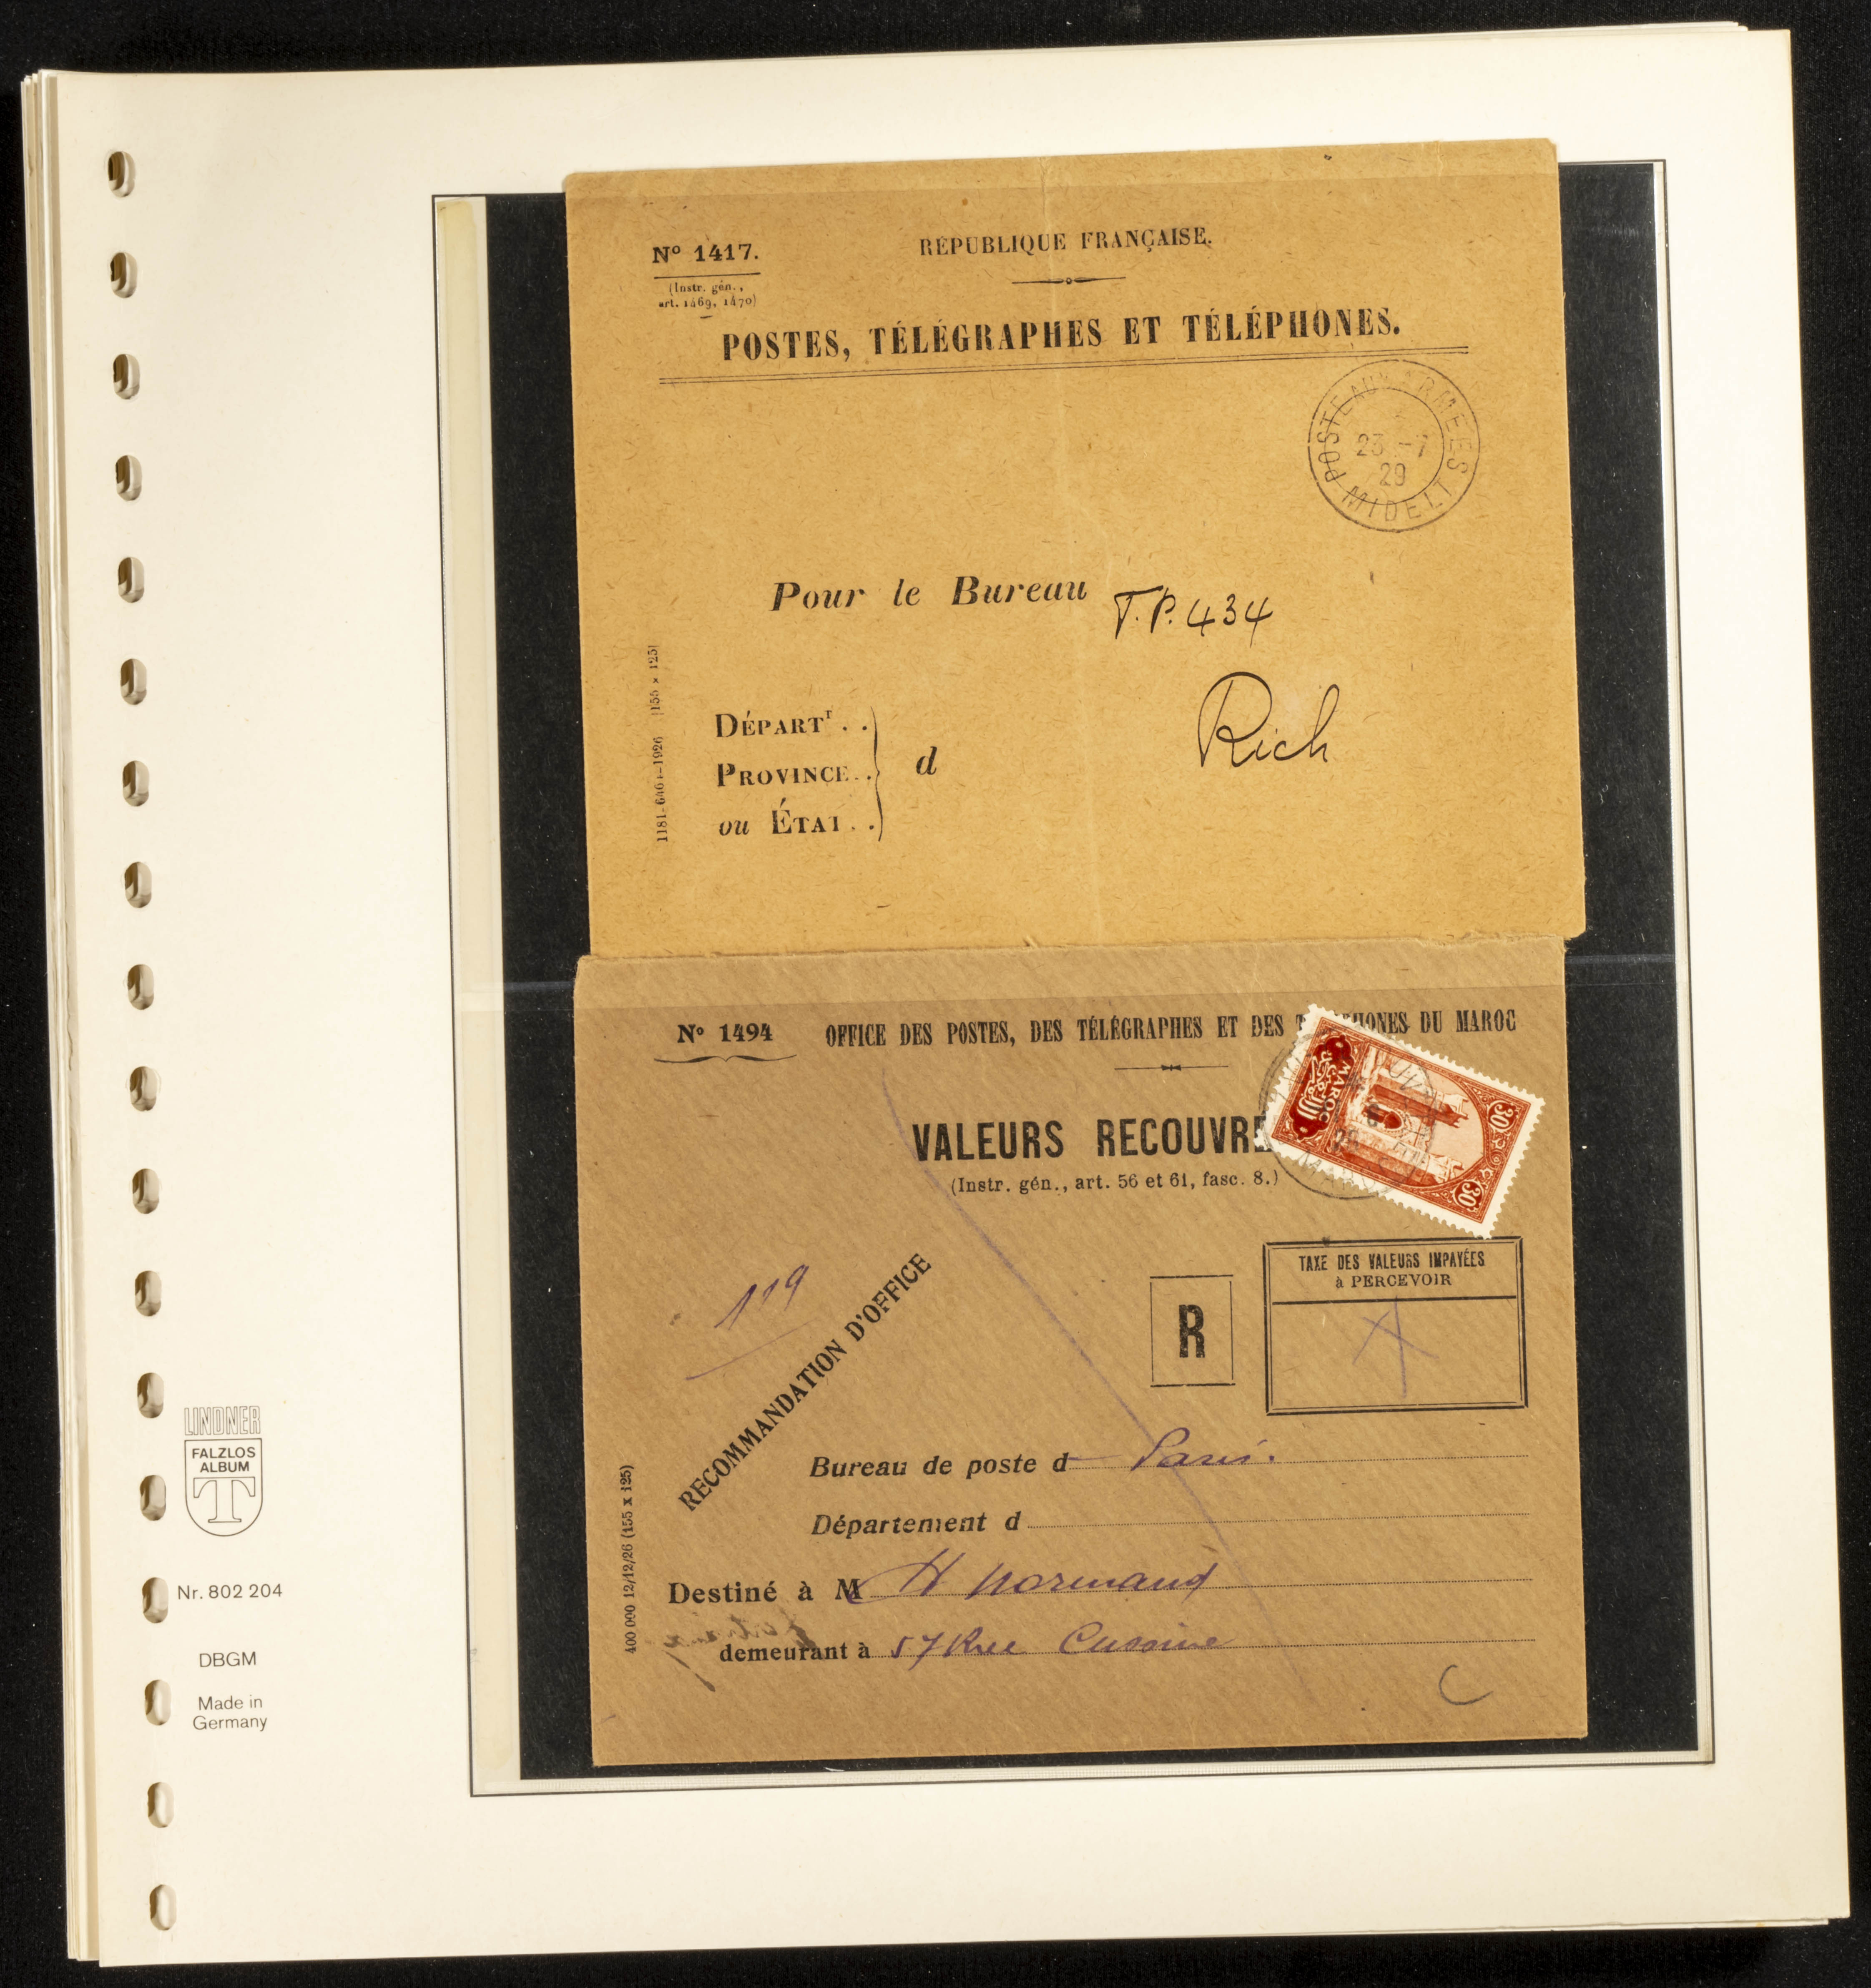 Nº 1417.
(Instr. gén.,
art. 1469, 1470)
RÉPUBLIQUE FRANÇAISE.
POSTES, TÉLÉGRAPHES ET TÉLÉPHONES.
POSTE AUX ARMEES
23 -7
29
MIDELT
Pour le Bureau T.P. 434
DÉPARTT . .
PROVINCE . .
ou ÉTAT . .
d
Rich
1926 (155 × 125)
Nº 1494 OFFICE DES POSTES, DES TÉLÉGRAPHES ET DES T PHONES DU MAROC
VALEURS RECOUVRÉ
(Instr. gén., art. 56 et 61, fasc. 8.)
MAROC
30
30
119
RECOMMANDATION D'OFFICE
R
TAXE DES VALEURS IMPAYÉES
à PERCEVOIR
Bureau de poste d Paris.
Département d
Destiné à M H Normand
demeurant à 57 Rue
C
400 000 12/12/26 (155 x 125)
LINDNER
FALZLOS
ALBUM
T
Nr. 802 204
DBGM
Made in
Germany